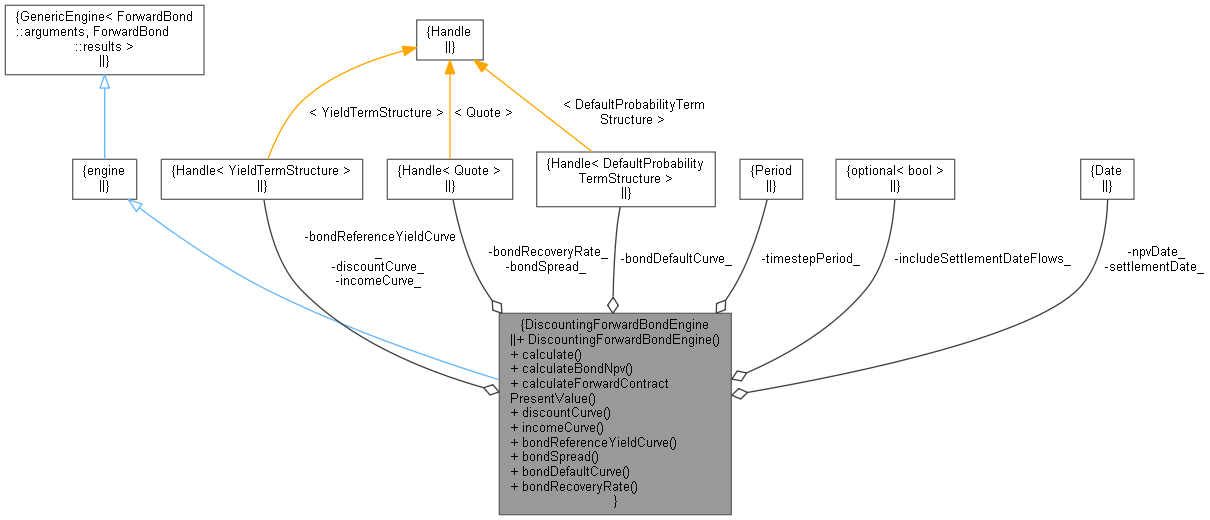 {GenericEngine< ForwardBond
::arguments, ForwardBond
::results >
||}
{Handle
||}
< YieldTermStructure >
< Quote >
< DefaultProbabilityTerm
Structure >
{engine
||}
{Handle< YieldTermStructure >
||}
{Handle< Quote >
||}
{Handle< DefaultProbability
TermStructure >
||}
{Period
||}
{optional< bool >
||}
{Date
||}
-bondReferenceYieldCurve
_
-discountCurve_
-incomeCurve_
-bondRecoveryRate_
-bondSpread_
-bondDefaultCurve_
-timestepPeriod_
-includeSettlementDateFlows_
-npvDate_
-settlementDate_
{DiscountingForwardBondEngine
||+ DiscountingForwardBondEngine()
+ calculate()
+ calculateBondNpv()
+ calculateForwardContract
PresentValue()
+ discountCurve()
+ incomeCurve()
+ bondReferenceYieldCurve()
+ bondSpread()
+ bondDefaultCurve()
+ bondRecoveryRate()
}